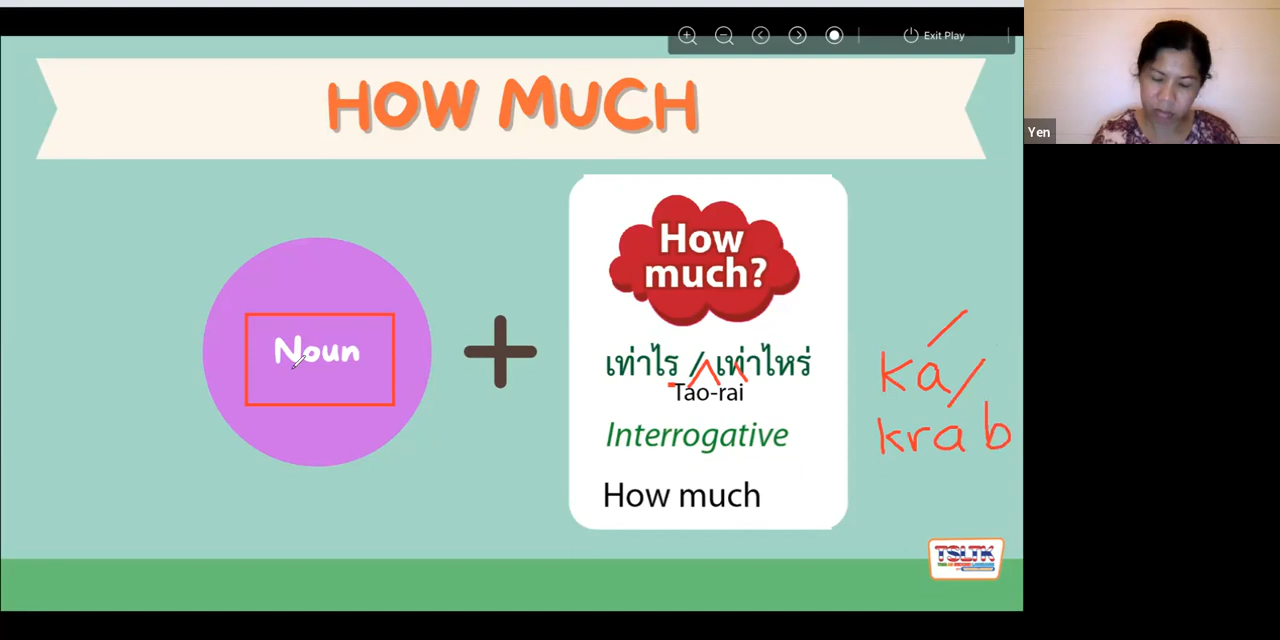 Exit Play
HOW MUCH
Yen
How
much?
Noun
เท่าไร / เท่าไหร่
Tao-rai
Interrogative
How much
ká/
krab
TSLTK